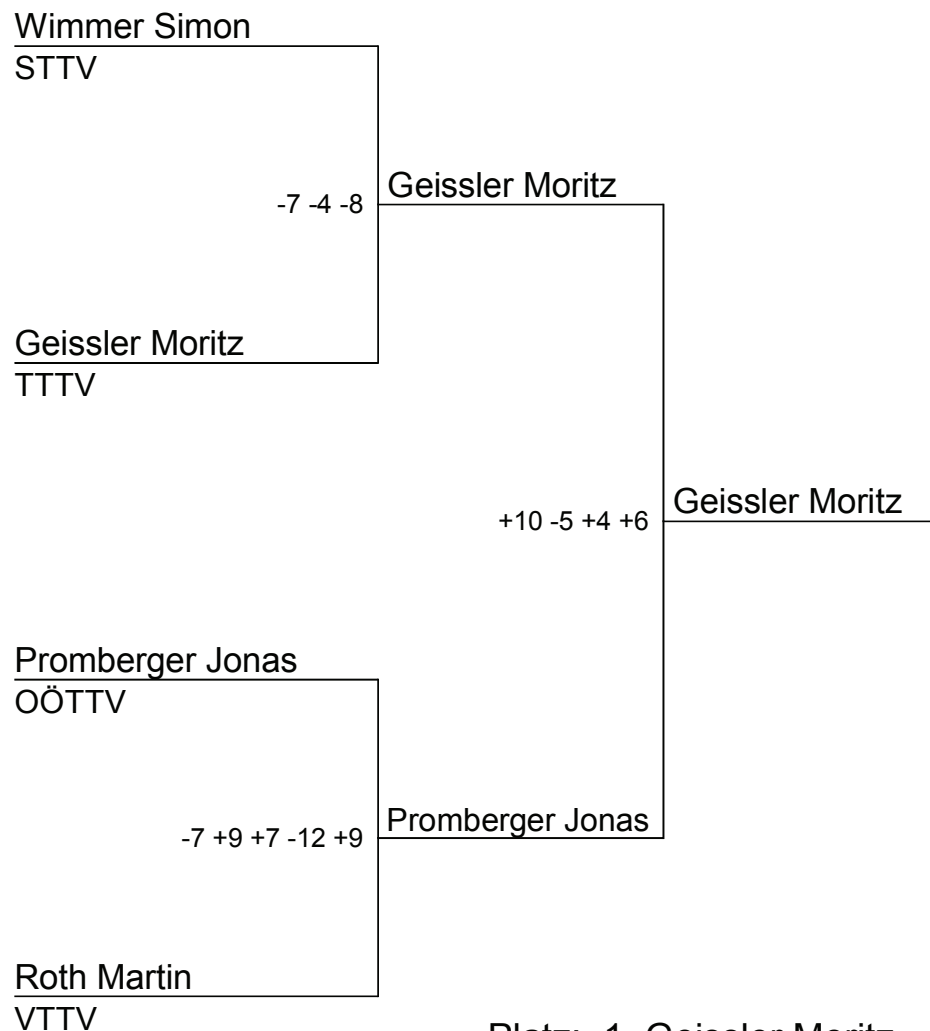 Wimmer Simon
STTV
-7 -4 -8
Geissler Moritz
Geissler Moritz
TTTV
+10 -5 +4 +6
Geissler Moritz
Promberger Jonas
OÖTTV
-7 +9 +7 -12 +9
Promberger Jonas
Roth Martin
VTTV
Platz: 1 Geissler Moritz